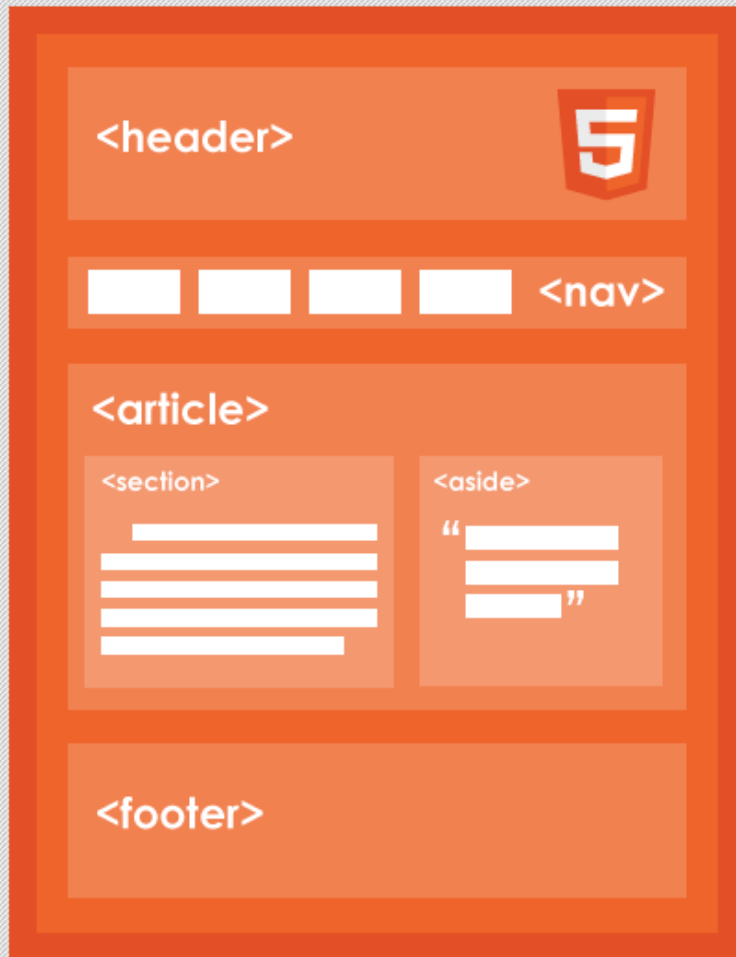 <header>
5
<nav>
<article>
<section>
<aside>
“
”
<footer>